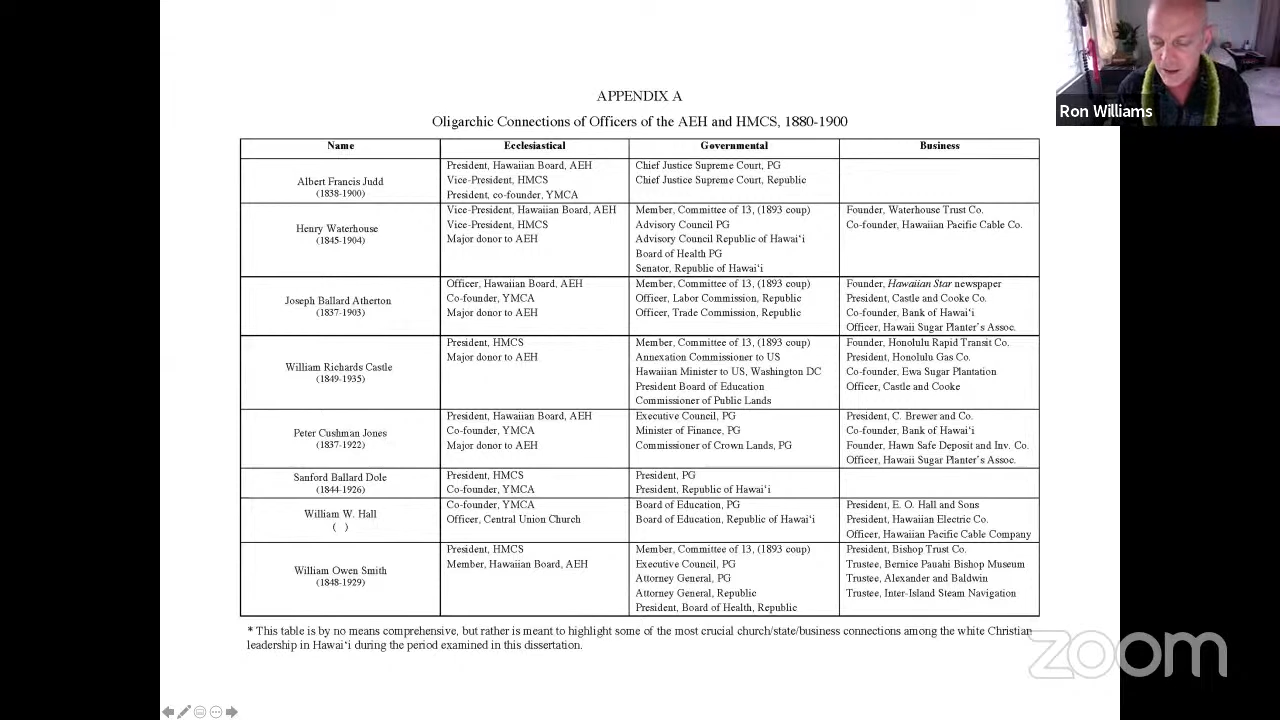 APPENDIX A
Oligarchic Connections of Officers of the AEH and HMCS, 1880-1900
Name
Ecclesiastical
Governmental
Business
Albert Francis Judd
(1838-1900)
President, Hawaiian Board, AEH
Vice-President, HMCS
President, co-founder, YMCA
Chief Justice Supreme Court, PG
Chief Justice Supreme Court, Republic
Henry Waterhouse
(1845-1904)
Vice-President, Hawaiian Board, AEH
Vice-President, HMCS
Major donor to AEH
Member, Committee of 13, (1893 coup)
Advisory Council PG
Advisory Council Republic of Hawaiʻi
Board of Health PG
Senator, Republic of Hawaiʻi
Founder, Waterhouse Trust Co.
Co-founder, Hawaiian Pacific Cable Co.
Joseph Ballard Atherton
(1837-1903)
Officer, Hawaiian Board, AEH
Co-founder, YMCA
Major donor to AEH
Member, Committee of 13, (1893 coup)
Officer, Labor Commission, Republic
Officer, Trade Commission, Republic
Founder, Hawaiian Star newspaper
President, Castle and Cooke Co.
Co-founder, Bank of Hawaiʻi
Officer, Hawaii Sugar Planter's Assoc.
William Richards Castle
(1849-1935)
President, HMCS
Major donor to AEH
Member, Committee of 13, (1893 coup)
Annexation Commissioner to US
Hawaiian Minister to US, Washington DC
President Board of Education
Commissioner of Public Lands
Founder, Honolulu Rapid Transit Co.
President, Honolulu Gas Co.
Co-founder, Ewa Sugar Plantation
Officer, Castle and Cooke
Peter Cushman Jones
(1837-1922)
President, Hawaiian Board, AEH
Co-founder, YMCA
Major donor to AEH
Executive Council, PG
Minister of Finance, PG
Commissioner of Crown Lands, PG
President, C. Brewer and Co.
Co-founder, Bank of Hawaiʻi
Founder, Hawn Safe Deposit and Inv. Co.
Officer, Hawaii Sugar Planter's Assoc.
Sanford Ballard Dole
(1844-1926)
President, HMCS
Co-founder, YMCA
President, PG
President, Republic of Hawaiʻi
William W. Hall
( )
Co-founder, YMCA
Officer, Central Union Church
Board of Education, PG
Board of Education, Republic of Hawaiʻi
President, E. O. Hall and Sons
President, Hawaiian Electric Co.
Officer, Hawaiian Pacific Cable Company
William Owen Smith
(1848-1929)
President, HMCS
Member, Hawaiian Board, AEH
Member, Committee of 13, (1893 coup)
Executive Council, PG
Attorney General, PG
Attorney General, Republic
President, Board of Health, Republic
President, Bishop Trust Co.
Trustee, Bernice Pauahi Bishop Museum
Trustee, Alexander and Baldwin
Trustee, Inter-Island Steam Navigation
* This table is by no means comprehensive, but rather is meant to highlight some of the most crucial church/state/business connections among the white Christian
leadership in Hawaiʻi during the period examined in this dissertation.
Ron Williams
zoom